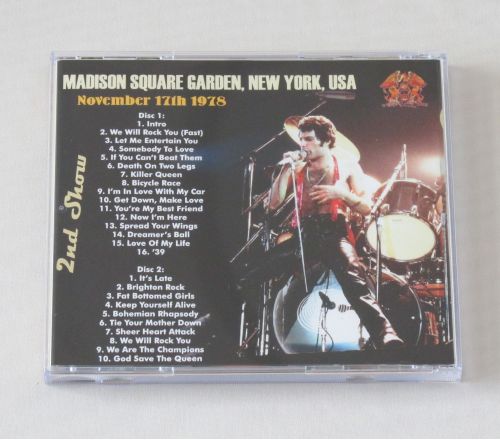 MADISON SQUARE GARDEN, NEW YORK, USA
November 17th 1978
2nd Show
Disc 1:
1. Intro
2. We Will Rock You (Fast)
3. Let Me Entertain You
4. Somebody To Love
5. If You Can't Beat Them
6. Death On Two Legs
7. Killer Queen
8. Bicycle Race
9. I'm In Love With My Car
10. Get Down, Make Love
11. You're My Best Friend
12. Now I'm Here
13. Spread Your Wings
14. Dreamer's Ball
15. Love Of My Life
16. '39
Disc 2:
1. It's Late
2. Brighton Rock
3. Fat Bottomed Girls
4. Keep Yourself Alive
5. Bohemian Rhapsody
6. Tie Your Mother Down
7. Sheer Heart Attack
8. We Will Rock You
9. We Are The Champions
10. God Save The Queen